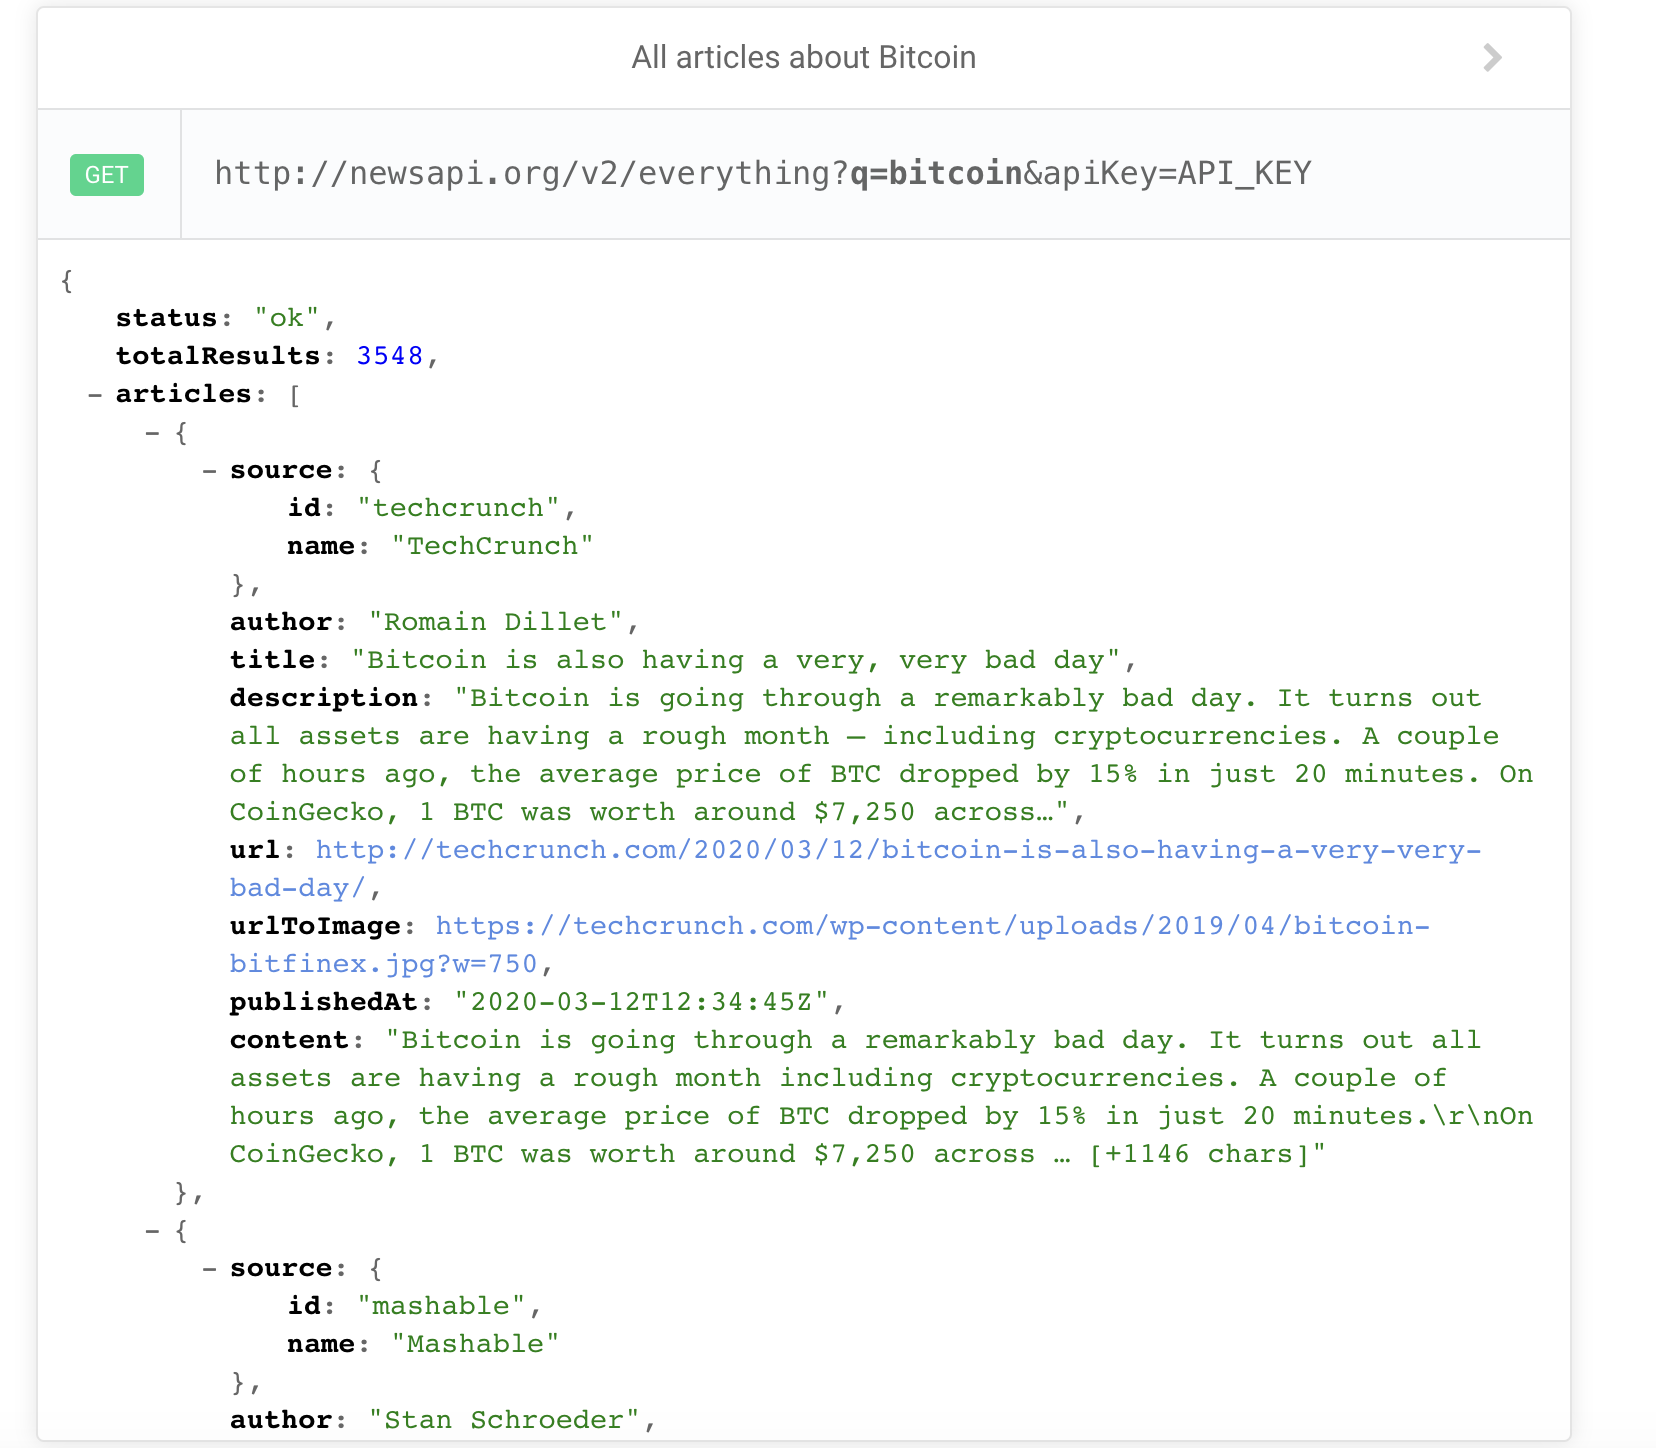 All articles about Bitcoin
GET
http://newsapi.org/v2/everything?q=bitcoin&apiKey=API_KEY
{
status: "ok",
totalResults: 3548,
– articles: [
– {
– source: {
id: "techcrunch",
name: "TechCrunch"
},
author: "Romain Dillet",
title: "Bitcoin is also having a very, very bad day",
description: "Bitcoin is going through a remarkably bad day. It turns out
all assets are having a rough month — including cryptocurrencies. A couple
of hours ago, the average price of BTC dropped by 15% in just 20 minutes. On
CoinGecko, 1 BTC was worth around $7,250 across…",
url: http://techcrunch.com/2020/03/12/bitcoin-is-also-having-a-very-very-
bad-day/,
urlToImage: https://techcrunch.com/wp-content/uploads/2019/04/bitcoin-
bitfinex.jpg?w=750,
publishedAt: "2020-03-12T12:34:45Z",
content: "Bitcoin is going through a remarkably bad day. It turns out all
assets are having a rough month including cryptocurrencies. A couple of
hours ago, the average price of BTC dropped by 15% in just 20 minutes.\r\nOn
CoinGecko, 1 BTC was worth around $7,250 across … [+1146 chars]"
},
– {
– source: {
id: "mashable",
name: "Mashable"
},
author: "Stan Schroeder",